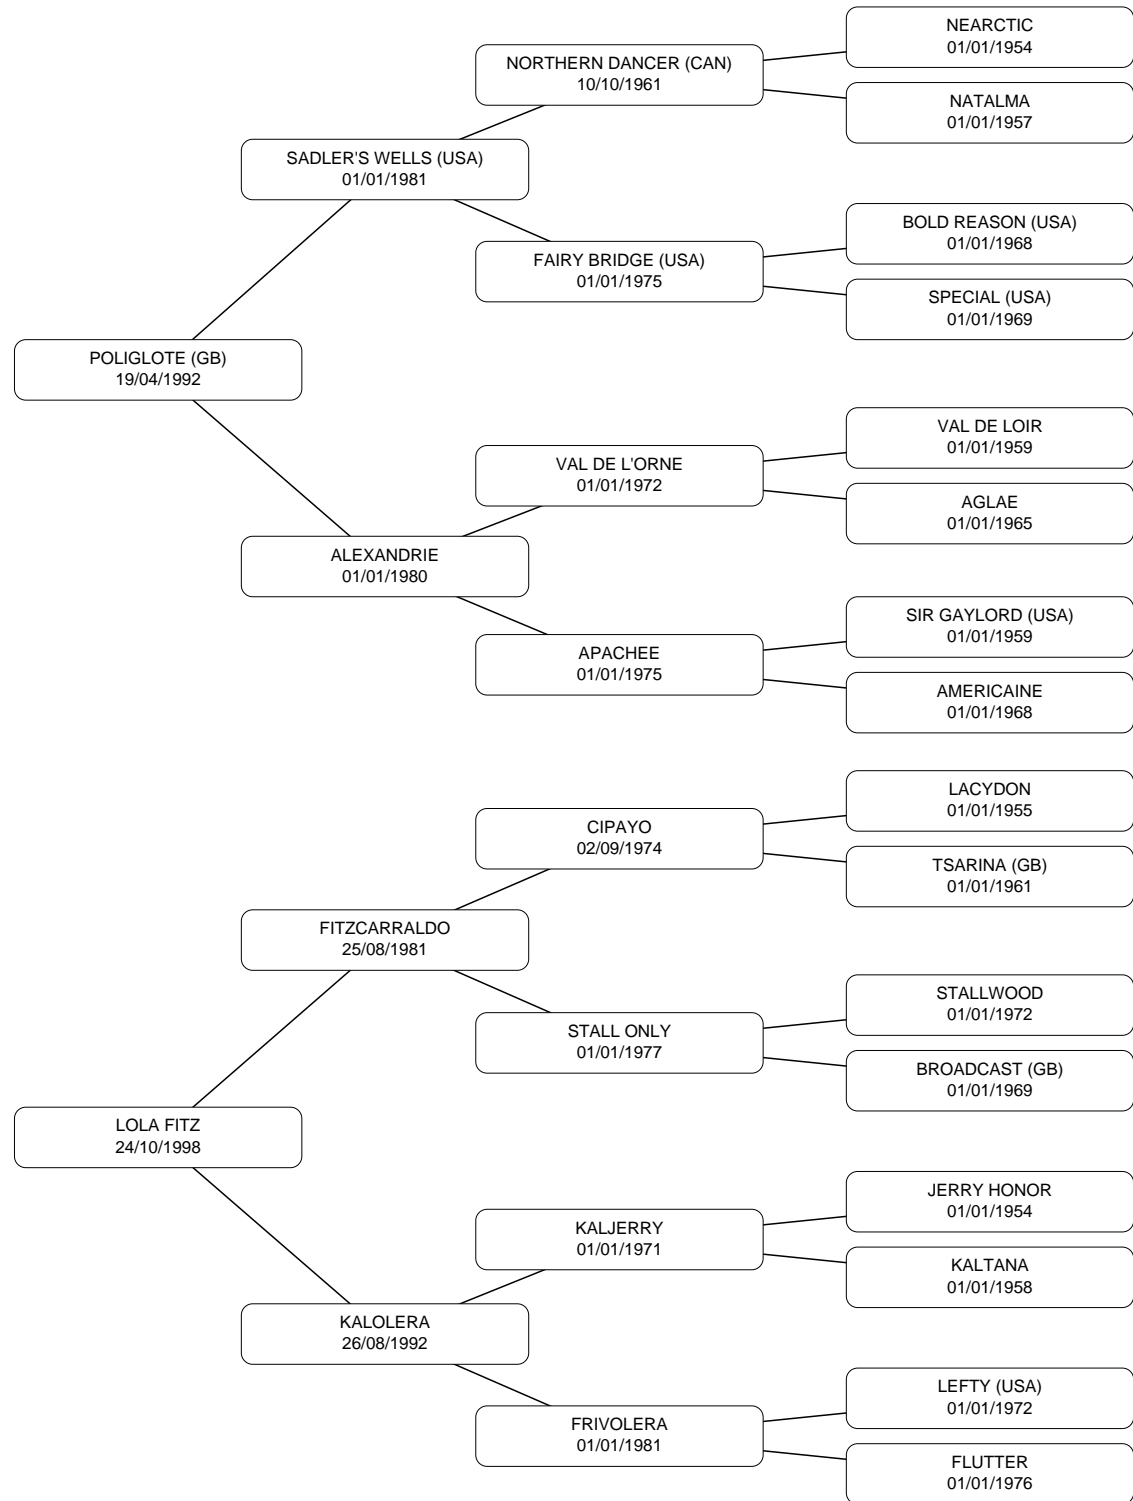 NEARCTIC
01/01/1954
NORTHERN DANCER (CAN)
10/10/1961
NATALMA
01/01/1957
SADLER'S WELLS (USA)
01/01/1981
BOLD REASON (USA)
01/01/1968
FAIRY BRIDGE (USA)
01/01/1975
SPECIAL (USA)
01/01/1969
POLIGLOTE (GB)
19/04/1992
VAL DE LOIR
01/01/1959
VAL DE L'ORNE
01/01/1972
AGLAE
01/01/1965
ALEXANDRIE
01/01/1980
SIR GAYLORD (USA)
01/01/1959
APACHEE
01/01/1975
AMERICAINE
01/01/1968
LACYDON
01/01/1955
CIPAYO
02/09/1974
TSARINA (GB)
01/01/1961
FITZCARRALDO
25/08/1981
STALLWOOD
01/01/1972
STALL ONLY
01/01/1977
BROADCAST (GB)
01/01/1969
LOLA FITZ
24/10/1998
JERRY HONOR
01/01/1954
KALJERRY
01/01/1971
KALTANA
01/01/1958
KALOLERA
26/08/1992
LEFTY (USA)
01/01/1972
FRIVOLERA
01/01/1981
FLUTTER
01/01/1976